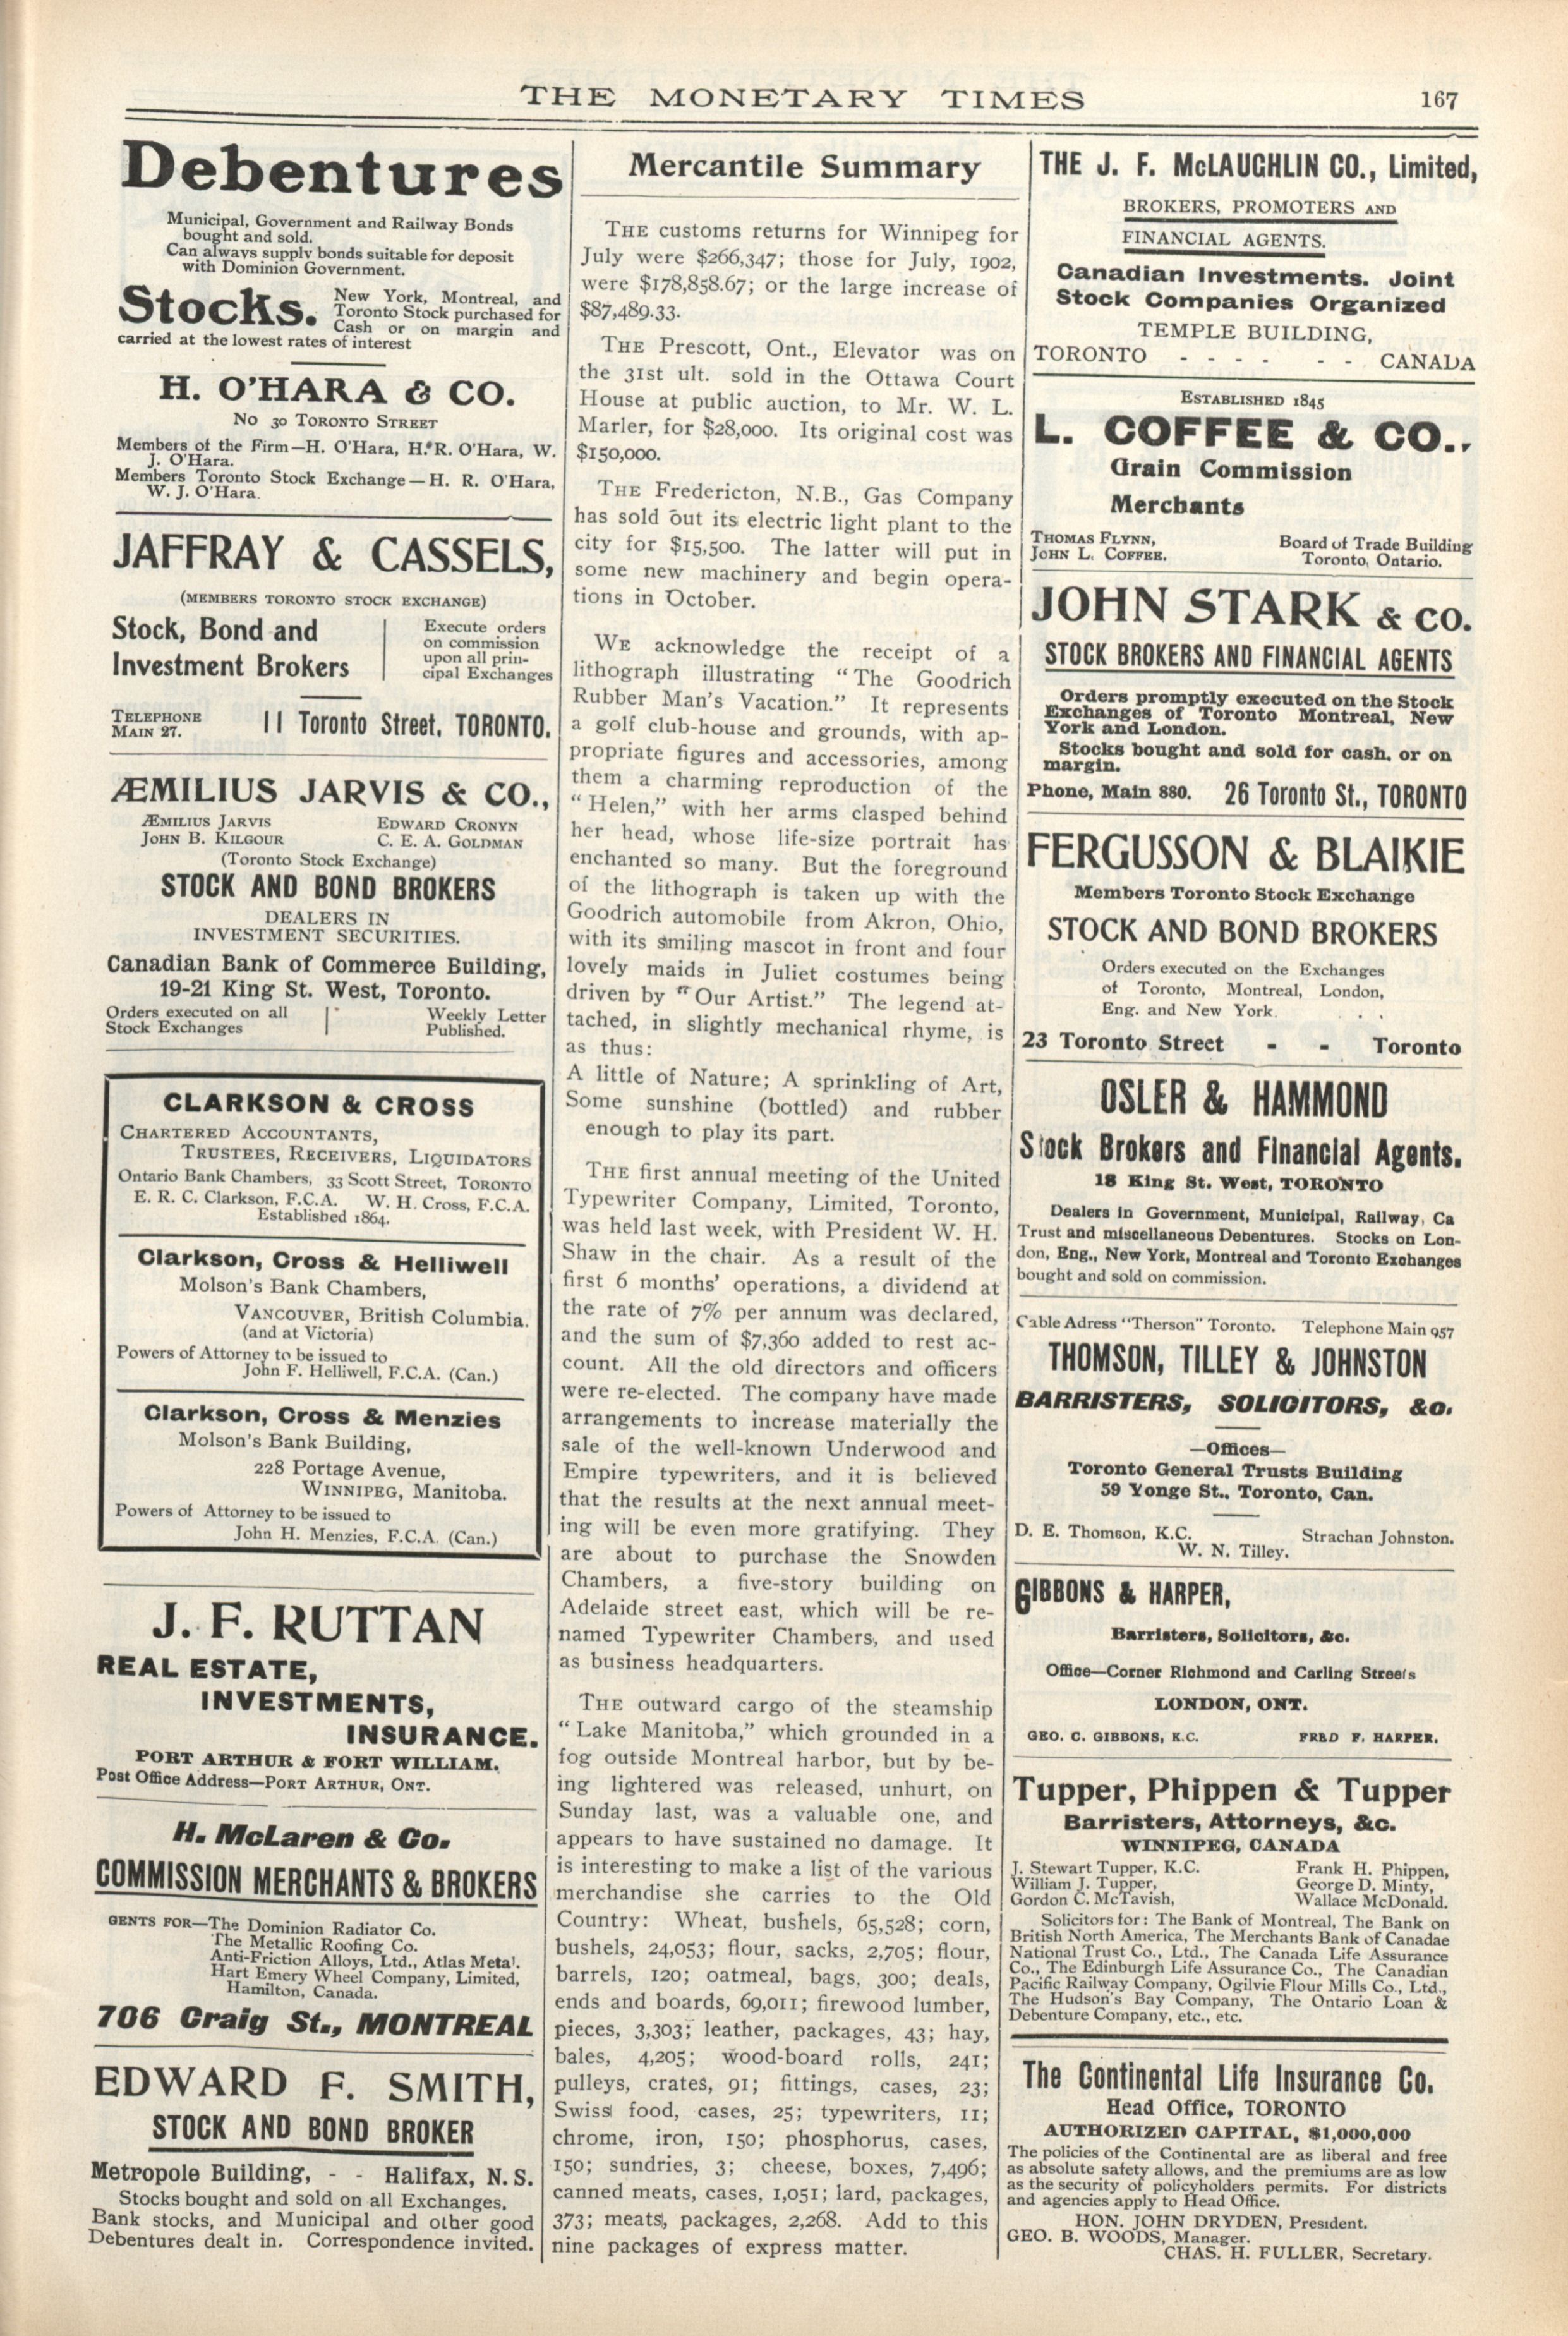 THE MONETARY TIMES
167
Debentures
Municipal, Government and Railway Bonds
bought and sold.
Can always supply bonds suitable for deposit
with Dominion Government.
Stocks.
New York, Montreal, and
Toronto Stock purchased for
Cash or on margin and
carried at the lowest rates of interest
H. O'HARA & CO.
No 30 TORONTO STREET
Members of the Firm—H. O'Hara, H. R. O'Hara, W.
J. O'Hara.
Members Toronto Stock Exchange—H. R. O'Hara,
W. J. O'Hara.
JAFFRAY & CASSELS,
(MEMBERS TORONTO STOCK EXCHANGE)
Stock, Bond and
Investment Brokers
Execute orders
on commission
upon all prin-
cipal Exchanges
TELEPHONE
MAIN 27.
11 Toronto Street, TORONTO.
ÆMILIUS JARVIS & CO.,
ÆMILIUS JARVIS EDWARD CRONYN
JOHN B. KILGOUR C. E. A. GOLDMAN
(Toronto Stock Exchange)
STOCK AND BOND BROKERS
DEALERS IN
INVESTMENT SECURITIES.
Canadian Bank of Commerce Building,
19-21 King St. West, Toronto.
Orders executed on all
Stock Exchanges
Weekly Letter
Published.
CLARKSON & CROSS
CHARTERED ACCOUNTANTS,
TRUSTEES, RECEIVERS, LIQUIDATORS
Ontario Bank Chambers, 33 Scott Street, TORONTO
E. R. C. Clarkson, F.C.A. W. H. Cross, F.C.A.
Established 1864.
Clarkson, Cross & Helliwell
Molson's Bank Chambers,
VANCOUVER, British Columbia.
(and at Victoria)
Powers of Attorney to be issued to
John F. Helliwell, F.C.A. (Can.)
Clarkson, Cross & Menzies
Molson's Bank Building,
228 Portage Avenue,
WINNIPEG, Manitoba.
Powers of Attorney to be issued to
John H. Menzies, F.C.A. (Can.)
J. F. RUTTAN
REAL ESTATE,
INVESTMENTS,
INSURANCE.
PORT ARTHUR & FORT WILLIAM.
Post Office Address—PORT ARTHUR, ONT.
H. McLaren & Co.
COMMISSION MERCHANTS & BROKERS
GENTS FOR—The Dominion Radiator Co.
The Metallic Roofing Co.
Anti-Friction Alloys, Ltd., Atlas Metal.
Hart Emery Wheel Company, Limited,
Hamilton, Canada.
706 Craig St., MONTREAL
EDWARD F. SMITH,
STOCK AND BOND BROKER
Metropole Building, - - Halifax, N. S.
Stocks bought and sold on all Exchanges.
Bank stocks, and Municipal and other good
Debentures dealt in. Correspondence invited.
Mercantile Summary
THE customs returns for Winnipeg for
July were $266,347; those for July, 1902,
were $178,858.67; or the large increase of
$87,489.33.
THE Prescott, Ont., Elevator was on
the 31st ult. sold in the Ottawa Court
House at public auction, to Mr. W. L.
Marler, for $28,000. Its original cost was
$150,000.
THE Fredericton, N.B., Gas Company
has sold out its electric light plant to the
city for $15,500. The latter will put in
some new machinery and begin opera-
tions in October.
WE acknowledge the receipt of a
lithograph illustrating "The Goodrich
Rubber Man's Vacation." It represents
a golf club-house and grounds, with ap-
propriate figures and accessories, among
them a charming reproduction of the
"Helen," with her arms clasped behind
her head, whose life-size portrait has
enchanted so many. But the foreground
of the lithograph is taken up with the
Goodrich automobile from Akron, Ohio,
with its smiling mascot in front and four
lovely maids in Juliet costumes being
driven by "Our Artist." The legend at-
tached, in slightly mechanical rhyme, is
as thus:
A little of Nature; A sprinkling of Art,
Some sunshine (bottled) and rubber
enough to play its part.
THE first annual meeting of the United
Typewriter Company, Limited, Toronto,
was held last week, with President W. H.
Shaw in the chair. As a result of the
first 6 months' operations, a dividend at
the rate of 7% per annum was declared,
and the sum of $7,360 added to rest ac-
count. All the old directors and officers
were re-elected. The company have made
arrangements to increase materially the
sale of the well-known Underwood and
Empire typewriters, and it is believed
that the results at the next annual meet-
ing will be even more gratifying. They
are about to purchase the Snowden
Chambers, a five-story building on
Adelaide street east, which will be re-
named Typewriter Chambers, and used
as business headquarters.
THE outward cargo of the steamship
"Lake Manitoba," which grounded in a
fog outside Montreal harbor, but by be-
ing lightered was released, unhurt, on
Sunday last, was a valuable one, and
appears to have sustained no damage. It
is interesting to make a list of the various
merchandise she carries to the Old
Country: Wheat, bushels, 65,528; corn,
bushels, 24,053; flour, sacks, 2,705; flour,
barrels, 120; oatmeal, bags, 300; deals,
ends and boards, 69,011; firewood lumber,
pieces, 3,303; leather, packages, 43; hay,
bales, 4,205; wood-board rolls, 241;
pulleys, crates, 91; fittings, cases, 23;
Swiss food, cases, 25; typewriters, 11;
chrome, iron, 150; phosphorus, cases,
150; sundries, 3; cheese, boxes, 7,496;
canned meats, cases, 1,051; lard, packages,
373; meats, packages, 2,268. Add to this
nine packages of express matter.
THE J. F. McLAUGHLIN CO., Limited,
BROKERS, PROMOTERS AND
FINANCIAL AGENTS.
Canadian Investments. Joint
Stock Companies Organized
TEMPLE BUILDING,
TORONTO - - - - - - CANADA
ESTABLISHED 1845
L. COFFEE & CO.,
Grain Commission
Merchants
THOMAS FLYNN,
JOHN L. COFFEE.
Board of Trade Building
Toronto, Ontario.
JOHN STARK & CO.
STOCK BROKERS AND FINANCIAL AGENTS
Orders promptly executed on the Stock
Exchanges of Toronto Montreal, New
York and London.
Stocks bought and sold for cash, or on
margin.
Phone, Main 880. 26 Toronto St., TORONTO
FERGUSSON & BLAIKIE
Members Toronto Stock Exchange
STOCK AND BOND BROKERS
Orders executed on the Exchanges
of Toronto, Montreal, London,
Eng. and New York.
23 Toronto Street - - Toronto
OSLER & HAMMOND
Stock Brokers and Financial Agents.
18 King St. West, TORONTO
Dealers in Government, Municipal, Railway, Ca
Trust and miscellaneous Debentures. Stocks on Lon-
don, Eng., New York, Montreal and Toronto Exchanges
bought and sold on commission.
Cable Adress "Therson" Toronto. Telephone Main 957
THOMSON, TILLEY & JOHNSTON
BARRISTERS, SOLICITORS, &c.
—Offices—
Toronto General Trusts Building
59 Yonge St., Toronto, Can.
D. E. Thomson, K.C. Strachan Johnston.
W. N. Tilley.
GIBBONS & HARPER,
Barristers, Solicitors, &c.
Office—Corner Richmond and Carling Streets
LONDON, ONT.
GEO. C. GIBBONS, K.C. FRED F. HARPER.
Tupper, Phippen & Tupper
Barristers, Attorneys, &c.
WINNIPEG, CANADA
J. Stewart Tupper, K.C. Frank H. Phippen,
William J. Tupper, George D. Minty,
Gordon C. McTavish, Wallace McDonald.
Solicitors for: The Bank of Montreal, The Bank on
British North America, The Merchants Bank of Canadae
National Trust Co., Ltd., The Canada Life Assurance
Co., The Edinburgh Life Assurance Co., The Canadian
Pacific Railway Company, Ogilvie Flour Mills Co., Ltd.,
The Hudson's Bay Company, The Ontario Loan &
Debenture Company, etc., etc.
The Continental Life Insurance Co.
Head Office, TORONTO
AUTHORIZED CAPITAL, $1,000,000
The policies of the Continental are as liberal and free
as absolute safety allows, and the premiums are as low
as the security of policyholders permits. For districts
and agencies apply to Head Office.
HON. JOHN DRYDEN, President.
GEO. B. WOODS, Manager.
CHAS. H. FULLER, Secretary.